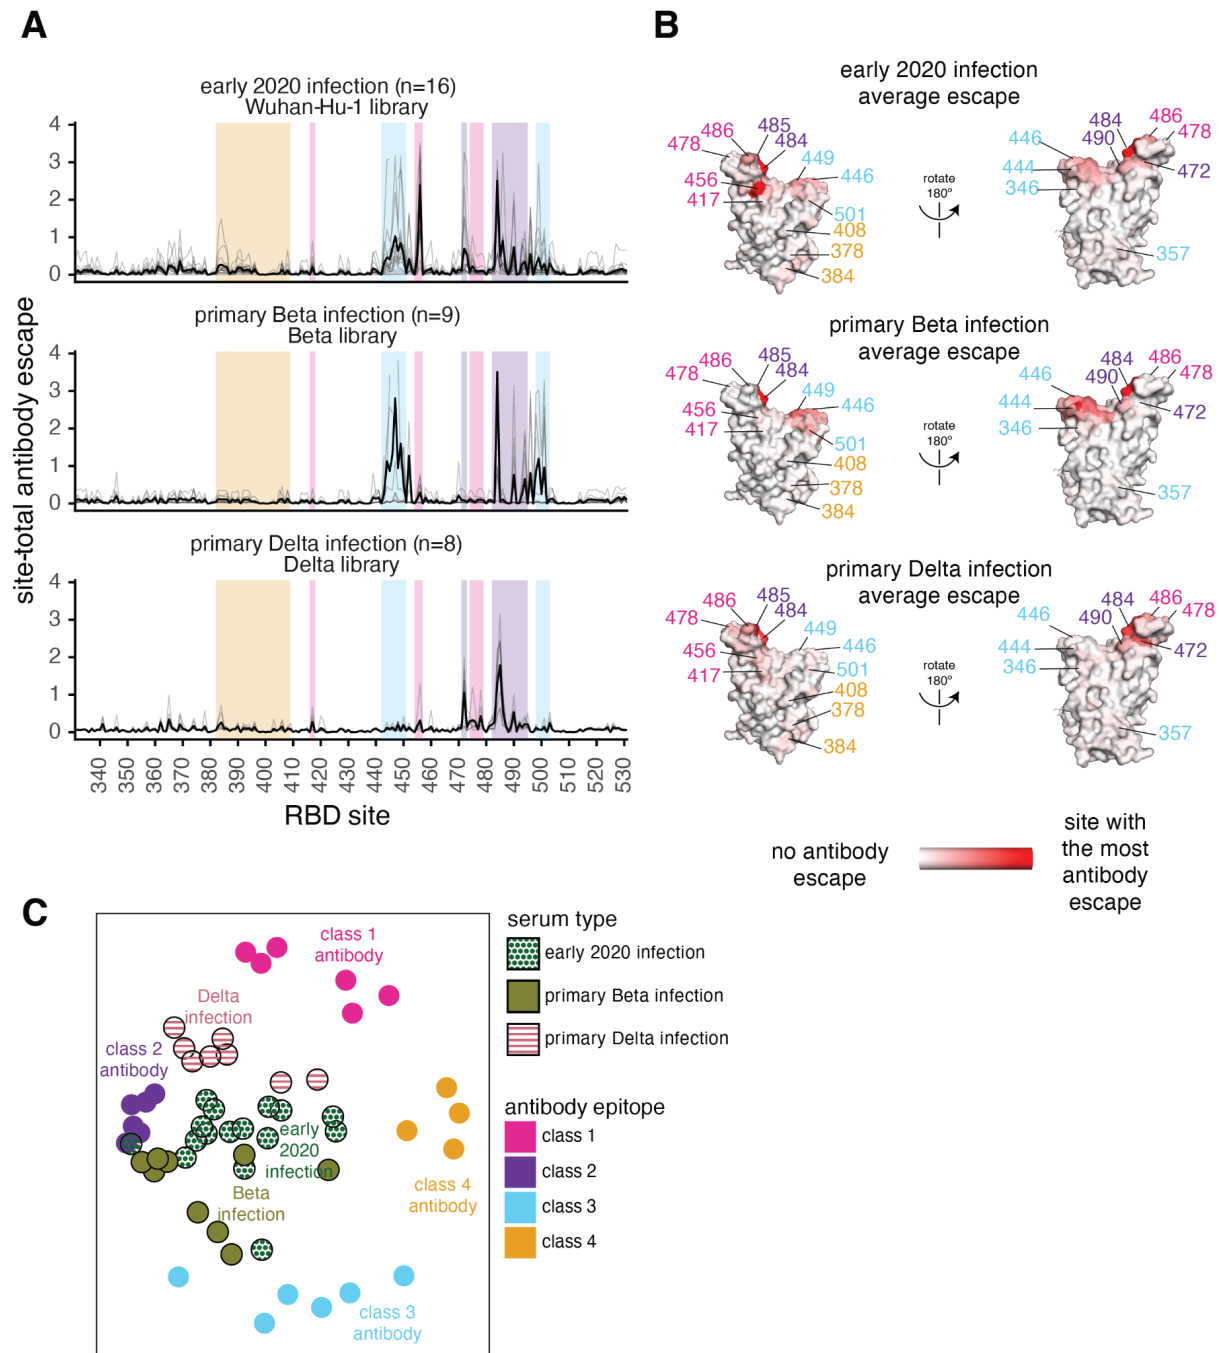 A
early 2020 infection (n=16)
Wuhan-Hu-1 library
4
3
2
1
0
primary Beta infection (n=9)
Beta library
4
3
2
1
0
primary Delta infection (n=8)
Delta library
4
3
2
1
0
site-total antibody escape
340 350 360 370 380 390 400 410 420 430 440 450 460 470 480 490 500 510 520 530
RBD site
B
early 2020 infection
average escape
486 485
478 484
449
456 446
417
501
408
378
384
rotate
180º
484 486
446 490 478
444 472
346
357
primary Beta infection
average escape
486 485
478 484
449
456 446
417
501
408
378
384
rotate
180º
484 486
446 490 478
444 472
346
357
primary Delta infection
average escape
486 485
478 484
449
456 446
417 501
408
378
384
rotate
180º
484 486
446 490 478
444 472
346
357
no antibody
escape
site with
the most
antibody
escape
C
class 1
antibody
Delta
infection
class 2
antibody
early
2020
infection
class 4
antibody
Beta
infection
class 3
antibody
serum type
early 2020 infection
primary Beta infection
primary Delta infection
antibody epitope
class 1
class 2
class 3
class 4